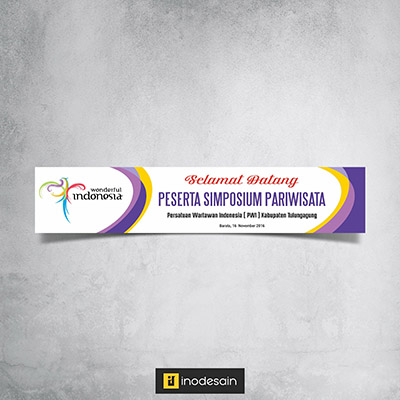 wonderful
indonesia
Selamat Datang
PESERTA SIMPOSIUM PARIWISATA
Persatuan Wartawan Indonesia [ PWI ] Kabupaten Tulungagung
Barata, 16 November 2016
inodesain